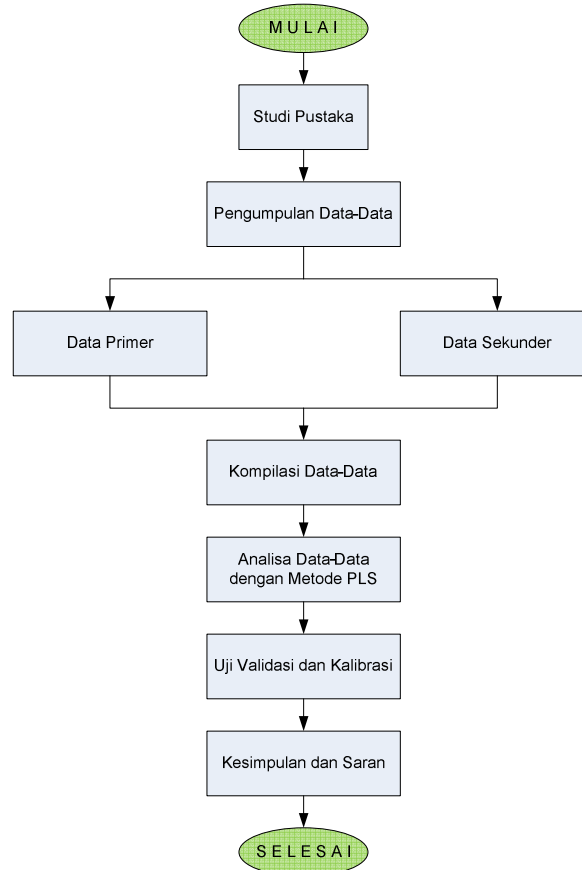 M U L A I
Studi Pustaka
Pengumpulan Data-Data
Data Primer
Data Sekunder
Kompilasi Data-Data
Analisa Data-Data
dengan Metode PLS
Uji Validasi dan Kalibrasi
Kesimpulan dan Saran
S E L E S A I